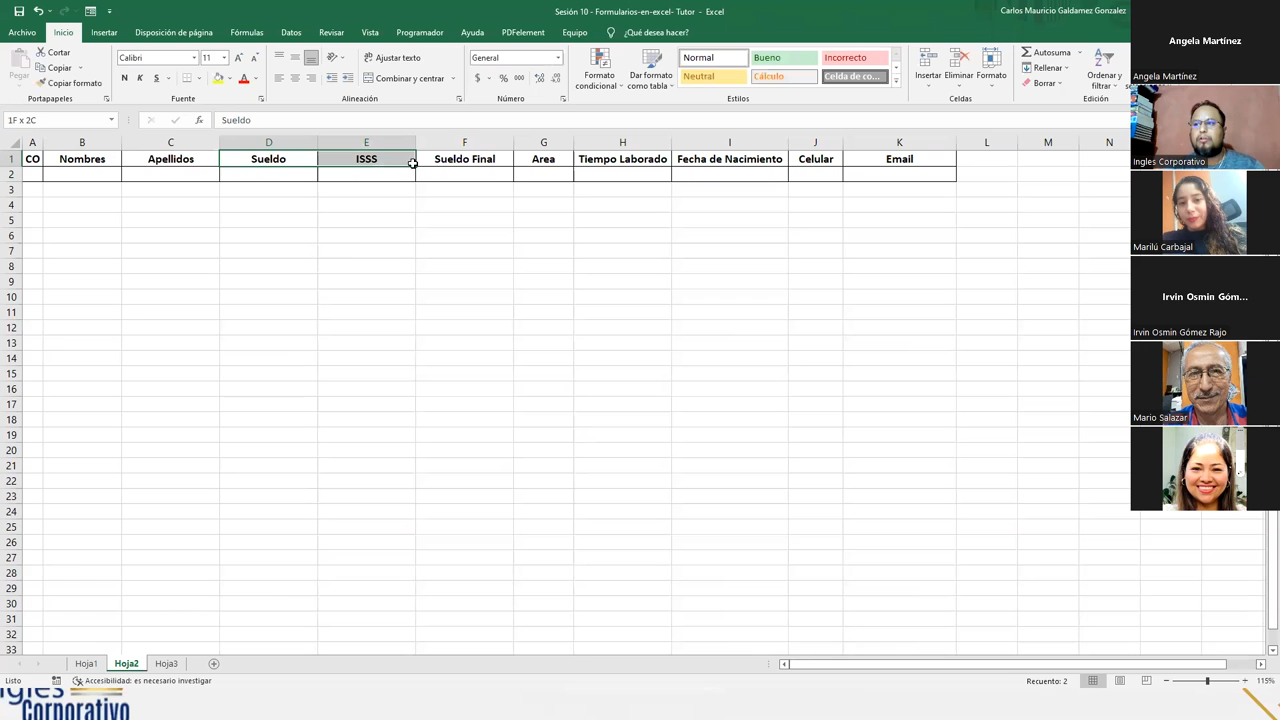 Sesión 10 - Formularios-en-excel- Tutor - Excel
Carlos Mauricio Galdamez Gonzalez
Archivo Inicio Insertar Disposición de página Fórmulas Datos Revisar Vista Programador Ayuda PDFelement Equipo ¿Qué desea hacer?
Pegar
Cortar
Copiar
Copiar formato
Portapapeles
Calibri 11
N K S
Fuente
Ajustar texto
Combinar y centrar
Alineación
General
$ % 000
Número
Formato condicional
Dar formato como tabla
Normal Bueno Incorrecto
Neutral Cálculo Celda de co...
Estilos
Insertar Eliminar Formato
Celdas
Autosuma
Rellenar
Borrar
Ordenar y filtrar
Edición
1F x 2C
fx Sueldo
A B C D E F G H I J K L M N
1 CO Nombres Apellidos Sueldo ISSS Sueldo Final Area Tiempo Laborado Fecha de Nacimiento Celular Email
2
3
4
5
6
7
8
9
10
11
12
13
14
15
16
17
18
19
20
21
22
23
24
25
26
27
28
29
30
31
32
33
Hoja1 Hoja2 Hoja3
Listo Accesibilidad: es necesario investigar Recuento: 2 115%
Ingles
Corporativo
Angela Martínez
Angela Martínez
Ingles Corporativo
Marilú Carbajal
Irvin Osmin Góm...
Irvin Osmin Gómez Rajo
Mario Salazar